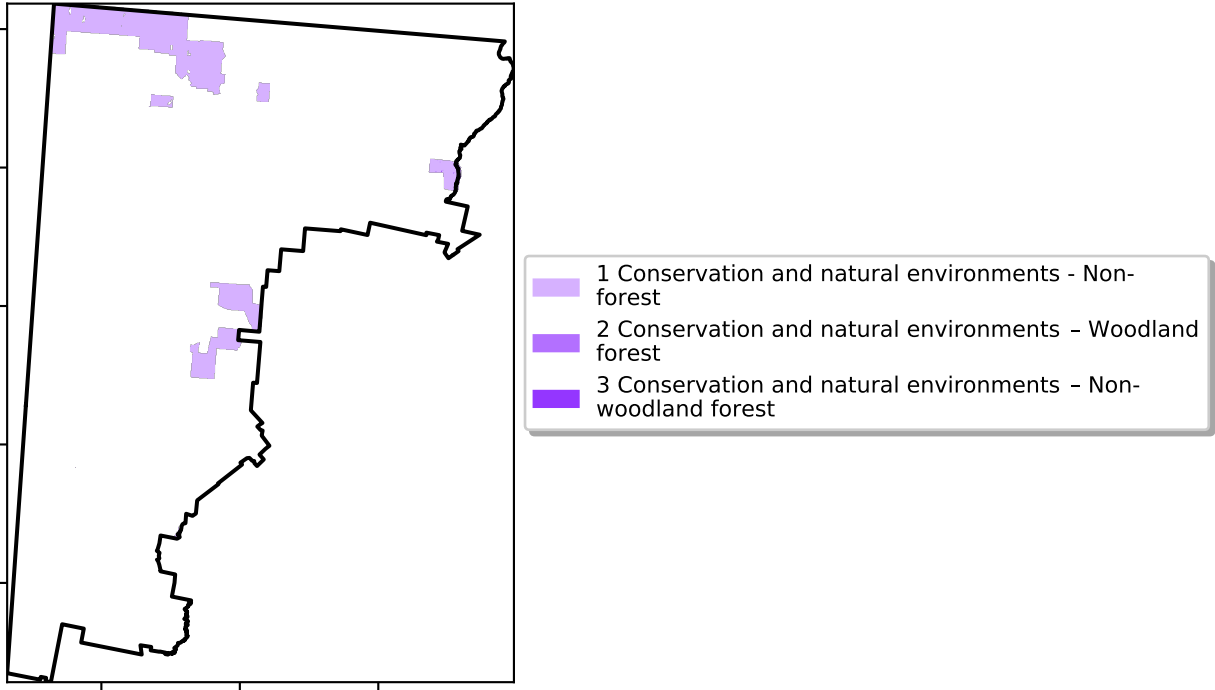 1 Conservation and natural environments - Non-
forest
2 Conservation and natural environments – Woodland
forest
3 Conservation and natural environments – Non-
woodland forest